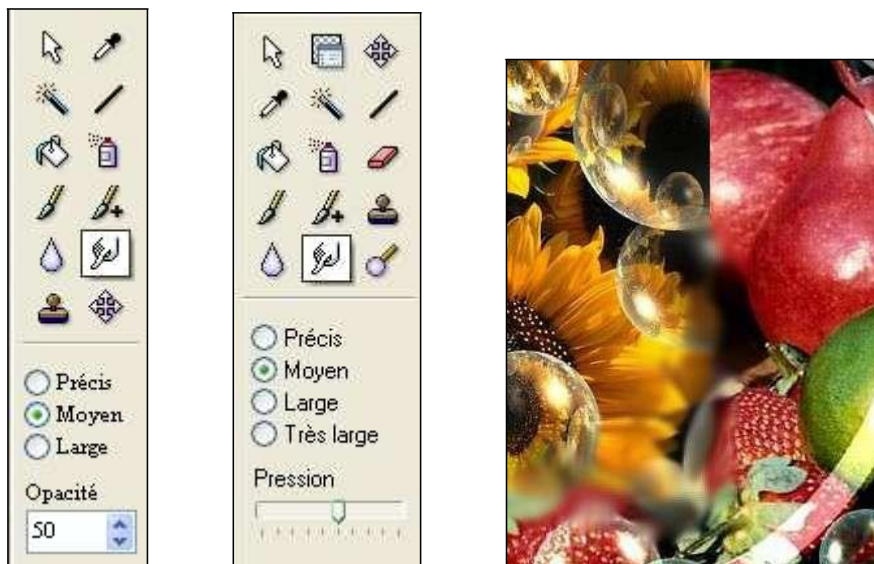 Précis
Moyen
Large
Opacité
50
Précis
Moyen
Large
Très large
Pression